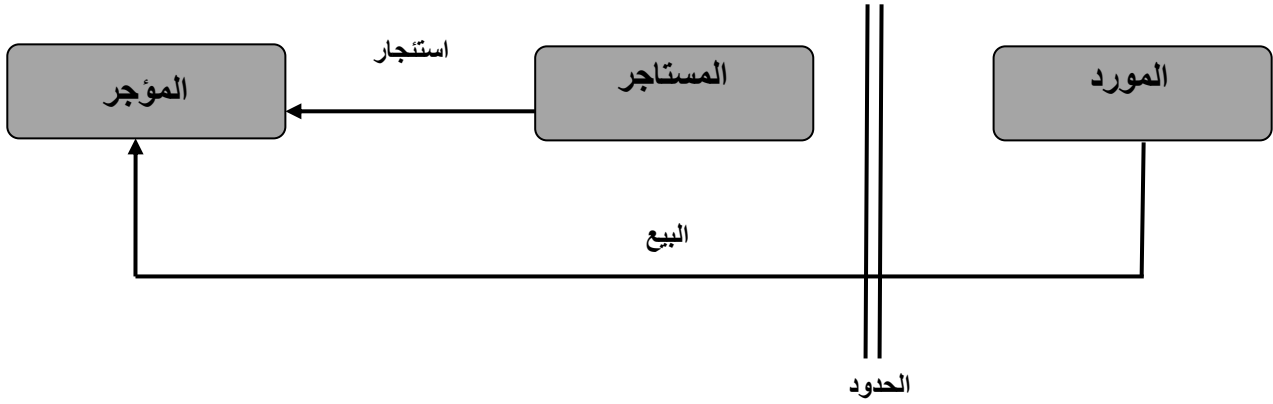 المورد
المستاجر
استئجار
المؤجر
البيع
الحدود